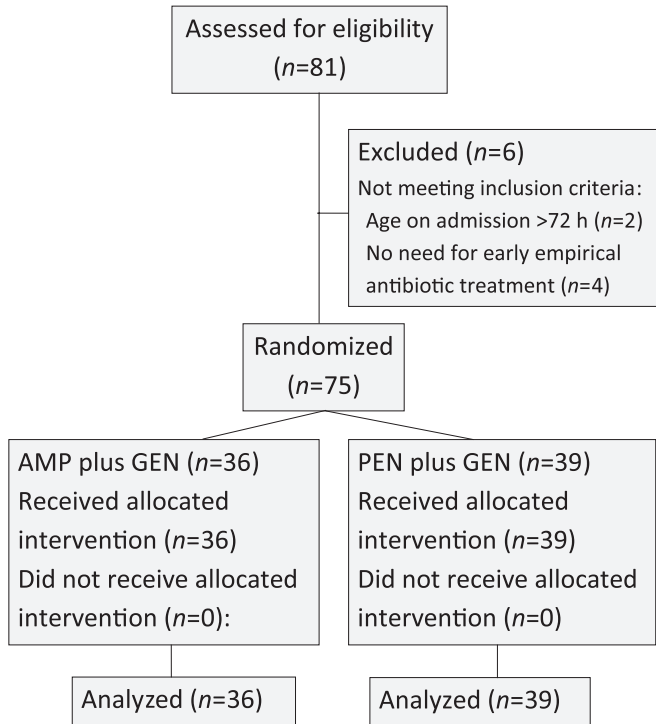 Assessed for eligibility
(n=81)
Excluded (n=6)
Not meeting inclusion criteria:
Age on admission >72 h (n=2)
No need for early empirical
antibiotic treatment (n=4)
Randomized
(n=75)
AMP plus GEN (n=36)
Received allocated
intervention (n=36)
Did not receive allocated
intervention (n=0):
PEN plus GEN (n=39)
Received allocated
intervention (n=39)
Did not receive allocated
intervention (n=0)
Analyzed (n=36)
Analyzed (n=39)